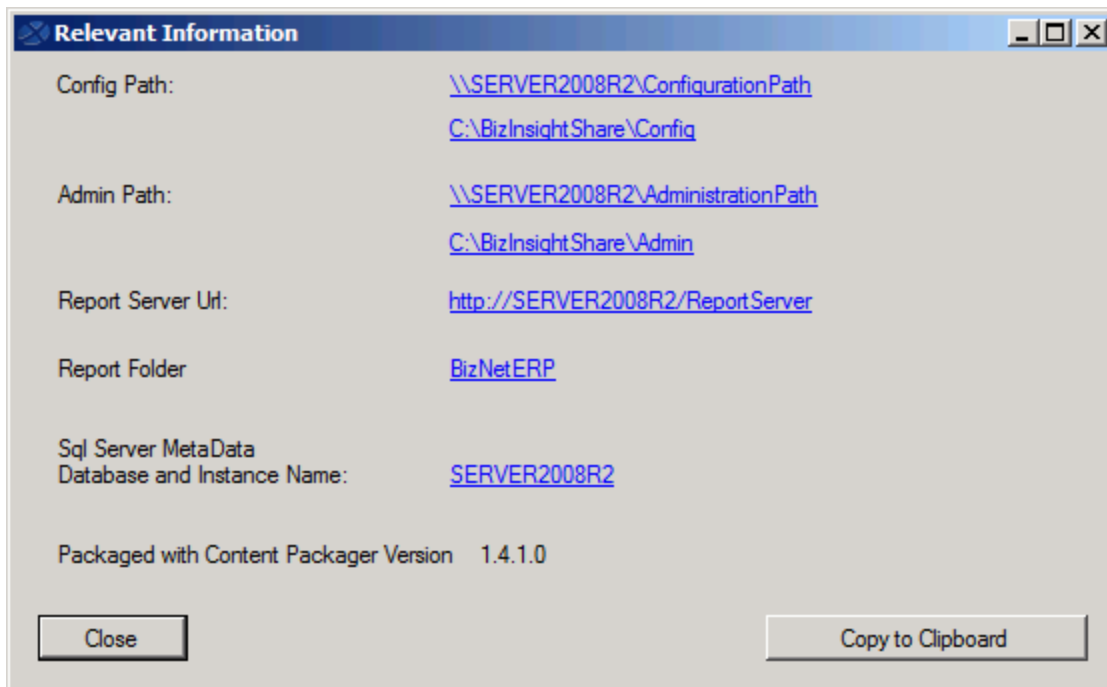 Relevant Information
Config Path: \\SERVER2008R2\ConfigurationPath
C:\BizInsightShare\Config
Admin Path: \\SERVER2008R2\AdministrationPath
C:\BizInsightShare\Admin
Report Server Url: http://SERVER2008R2/ReportServer
Report Folder BizNetERP
Sql Server MetaData
Database and Instance Name: SERVER2008R2
Packaged with Content Packager Version 1.4.1.0
Close Copy to Clipboard